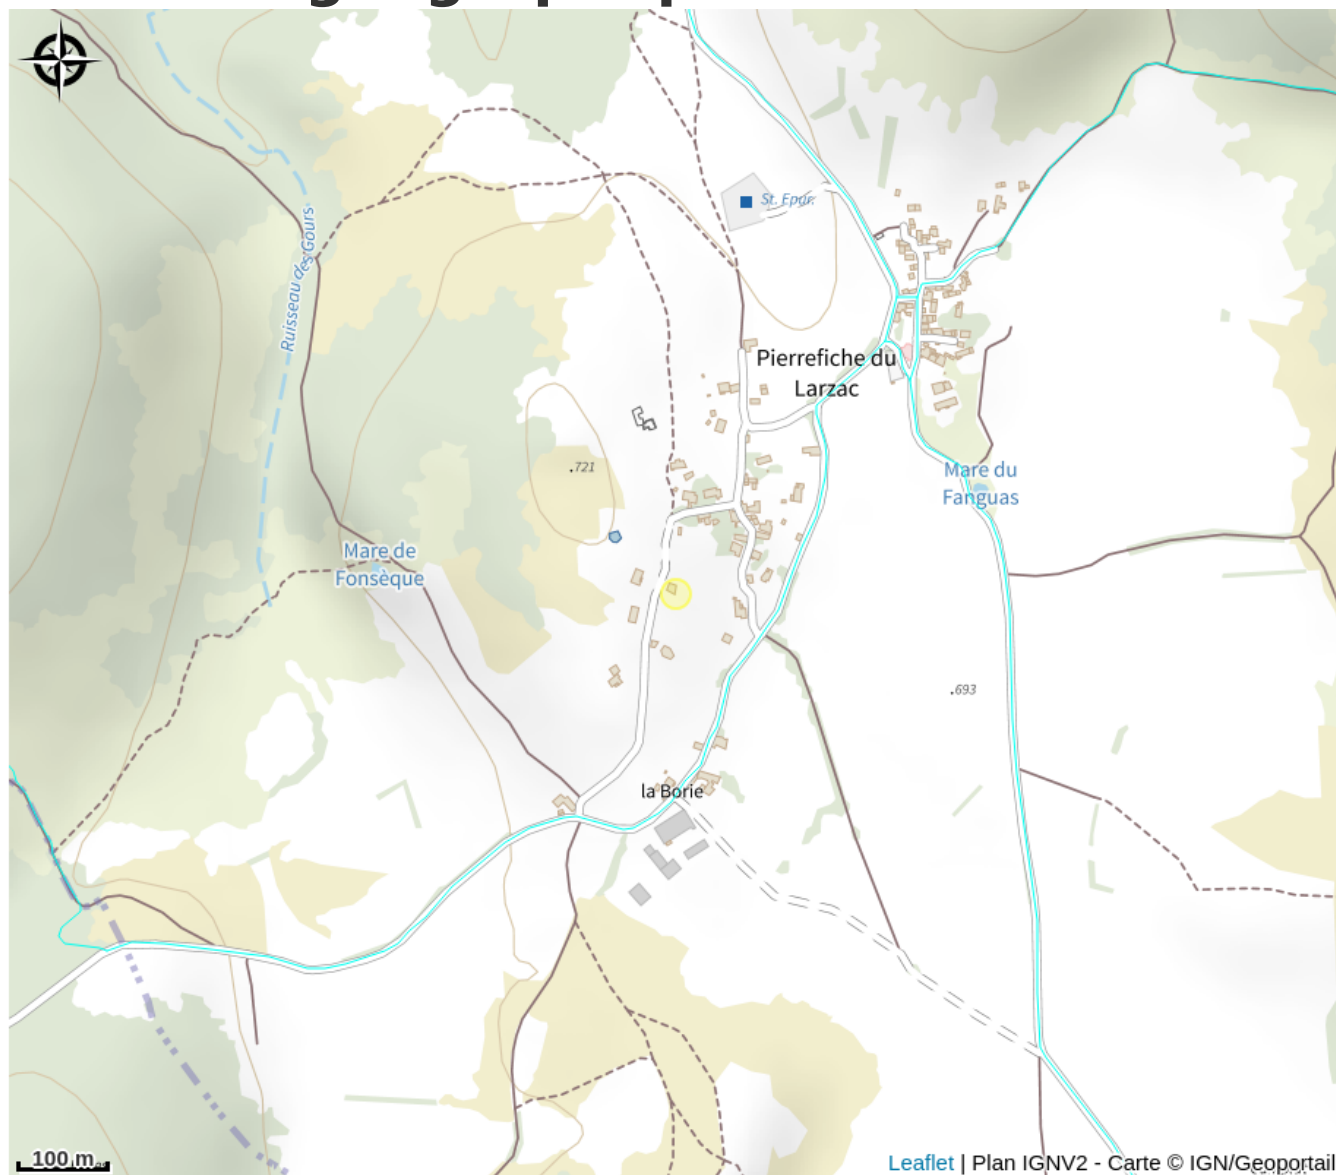 St. Epur.
Ruisseau des Gours
Pierrefiche du
Larzac
.721
Mare du
Fanguas
Mare de
Fonsèque
.693
la Borie
100 m
Leaflet | Plan IGNV2 - Carte © IGN/Geoportail